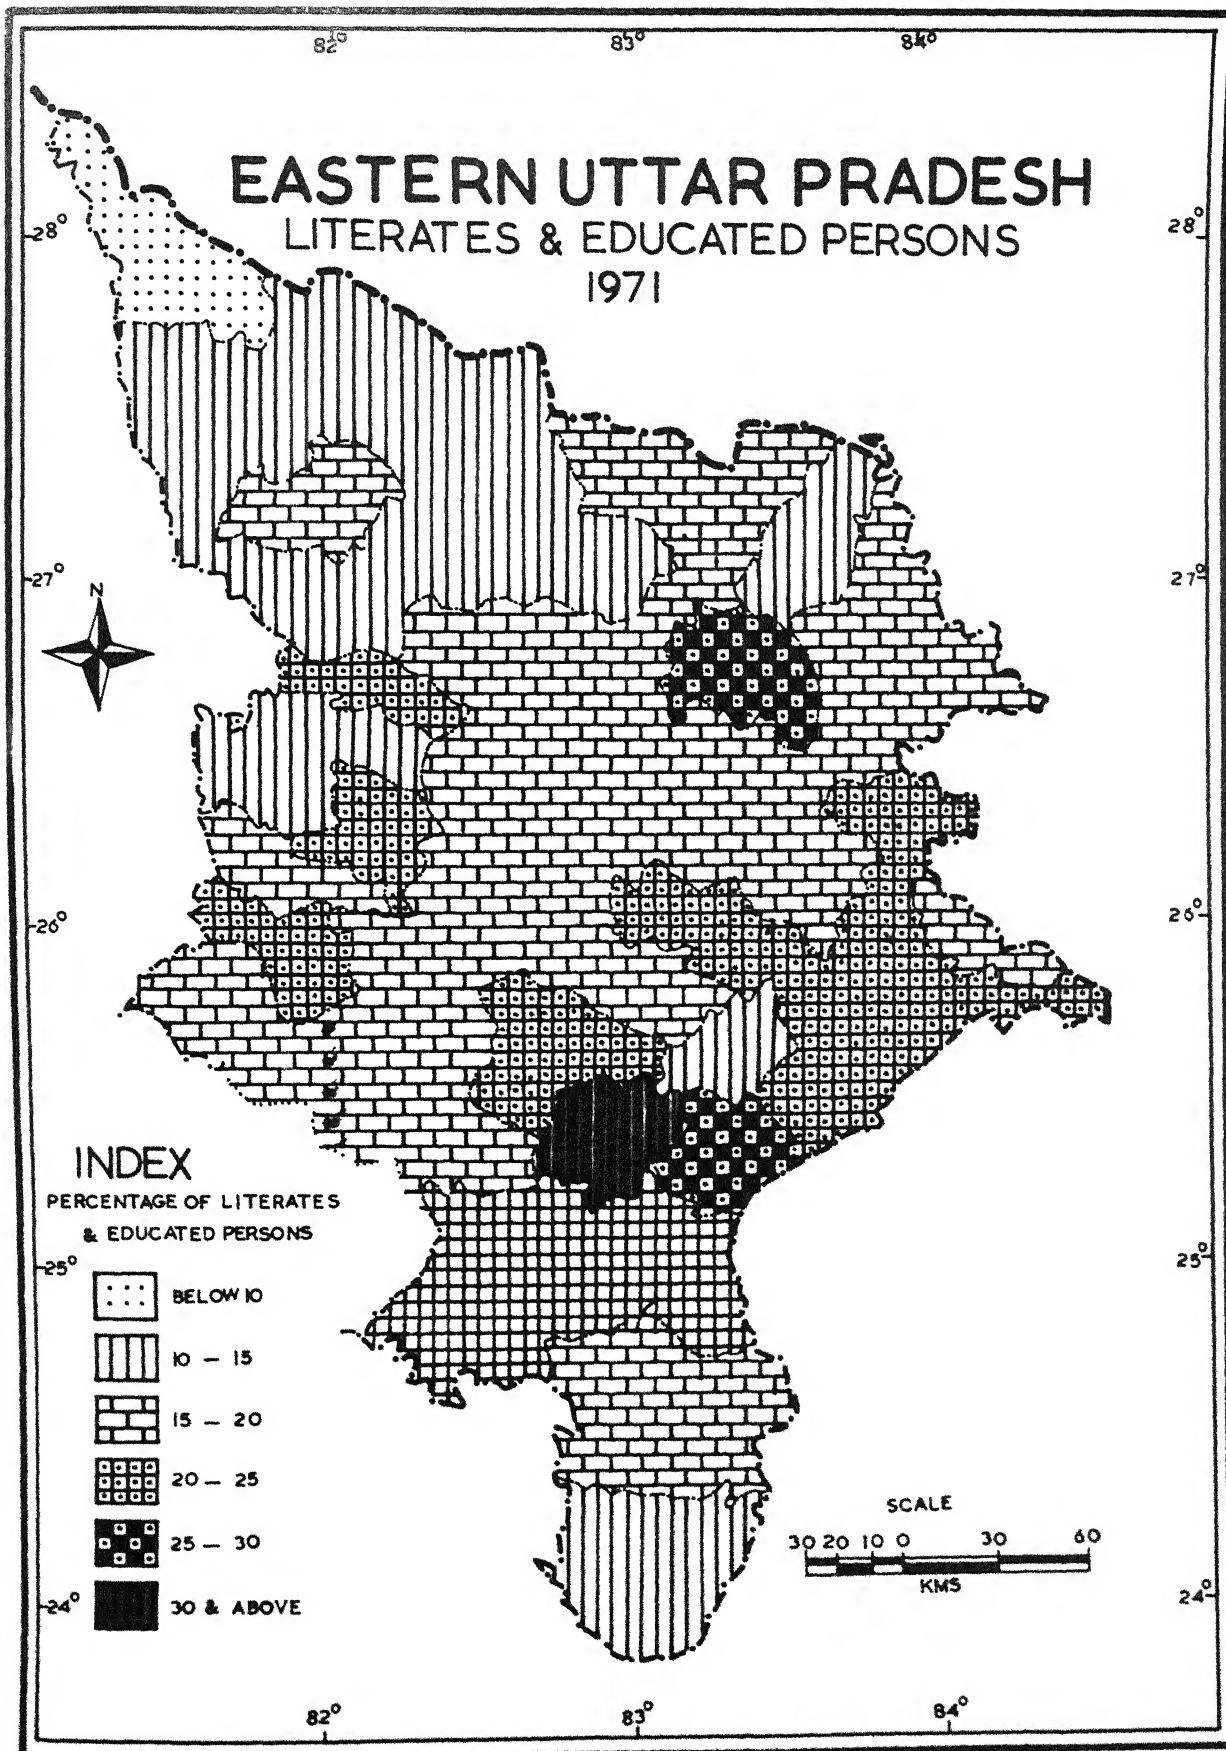 82° 83° 84°
EASTERN UTTAR PRADESH
LITERATES & EDUCATED PERSONS
1971
28° 28°
27° 27°
N
26° 26°
INDEX
PERCENTAGE OF LITERATES
& EDUCATED PERSONS
25° 25°
BELOW 10
10 – 15
15 – 20
20 – 25
25 – 30
30 & ABOVE
SCALE
30 20 10 0 30 60
KMS
24° 24°
82° 83° 84°